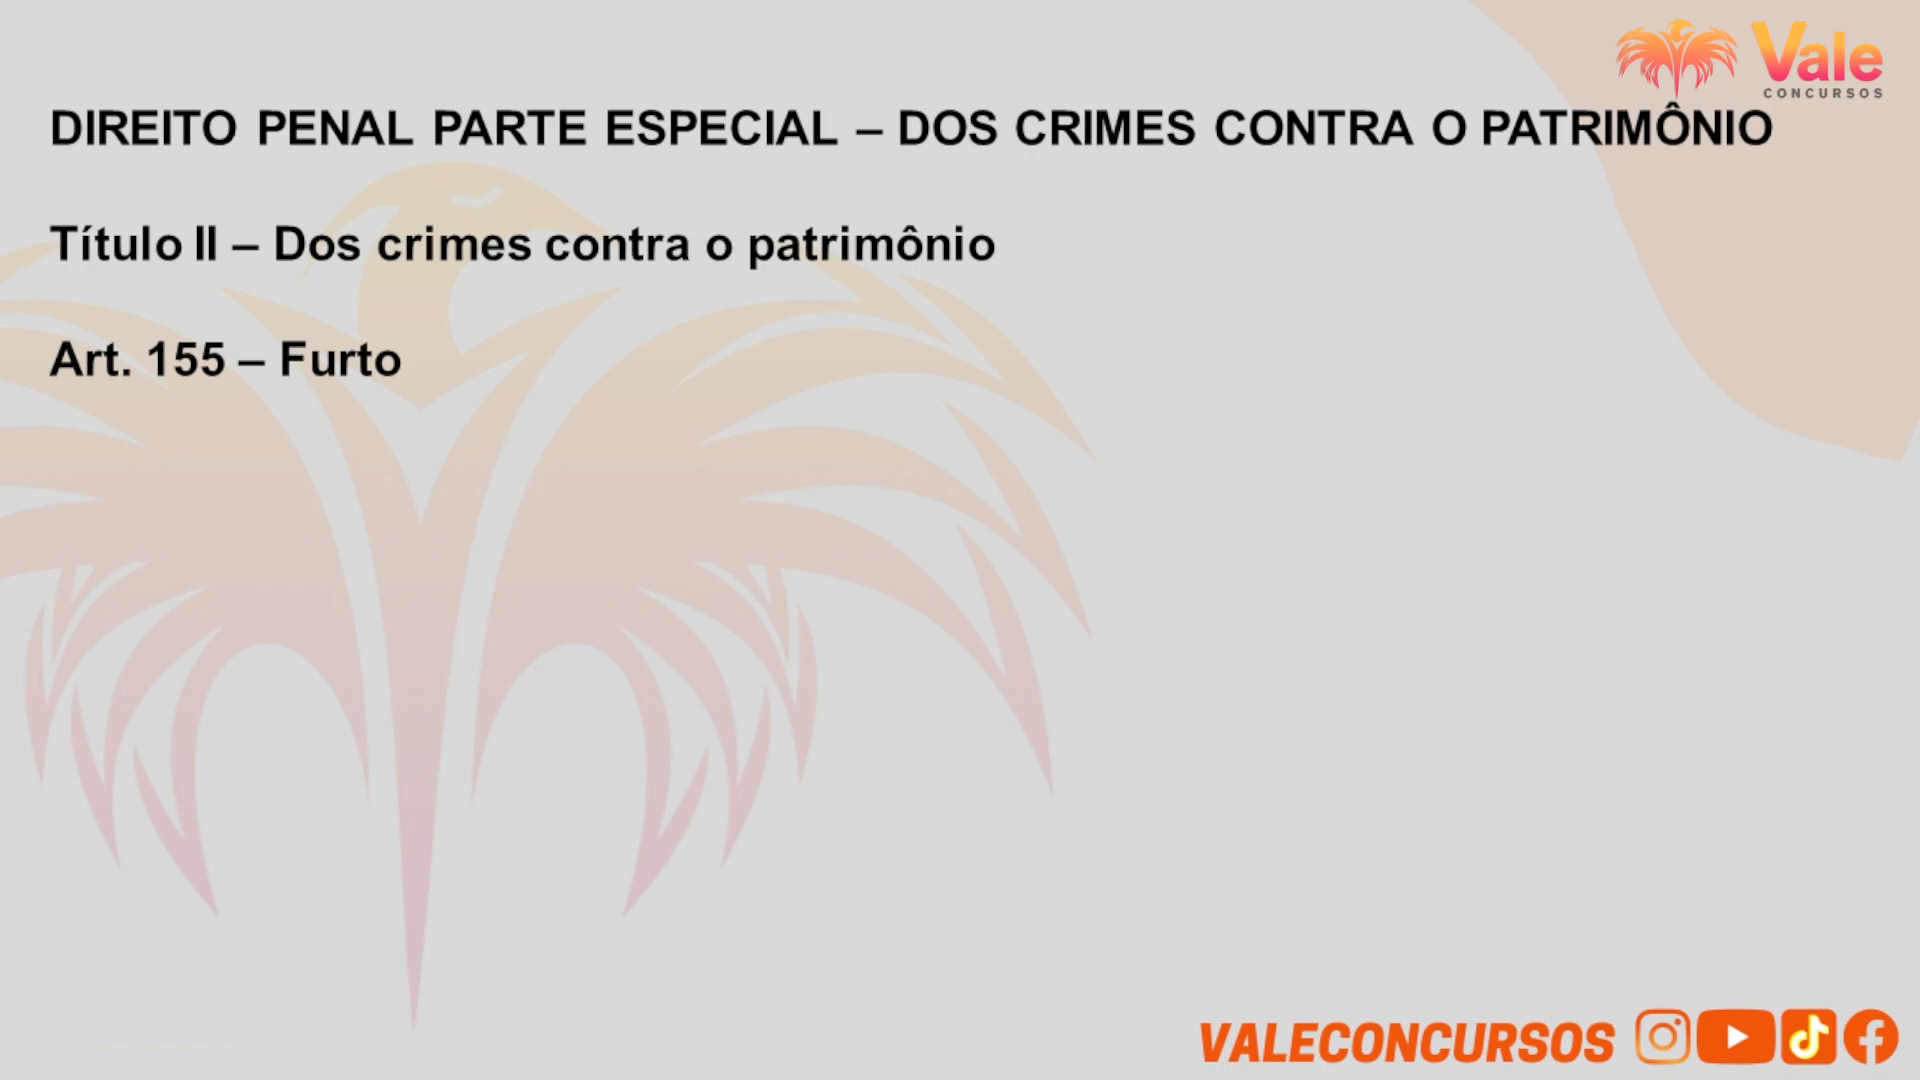 Vale
CONCURSOS
DIREITO PENAL PARTE ESPECIAL – DOS CRIMES CONTRA O PATRIMÔNIO
Título II – Dos crimes contra o patrimônio
Art. 155 – Furto
VALECONCURSOS